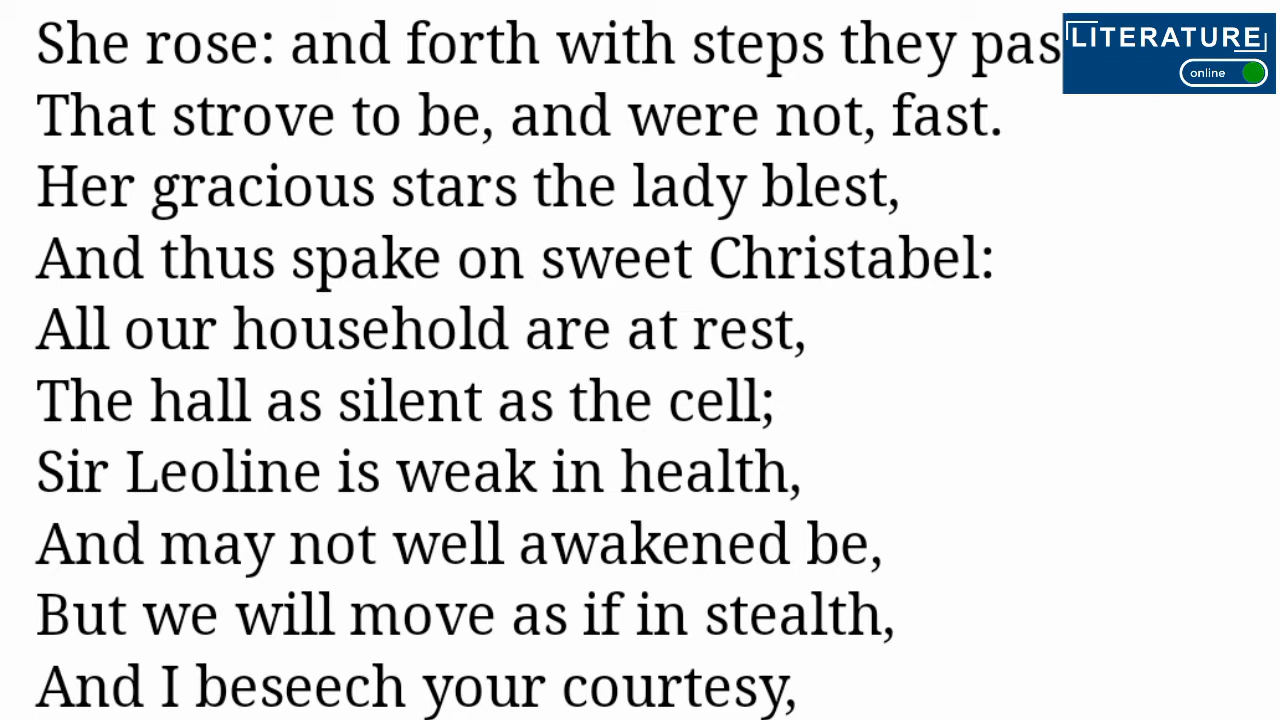 She rose: and forth with steps they pas
That strove to be, and were not, fast.
Her gracious stars the lady blest,
And thus spake on sweet Christabel:
All our household are at rest,
The hall as silent as the cell;
Sir Leoline is weak in health,
And may not well awakened be,
But we will move as if in stealth,
And I beseech your courtesy,
LITERATURE
online